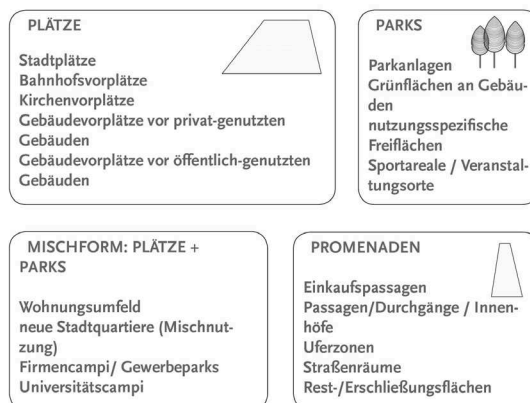 PLÄTZE
Stadtplätze
Bahnhofsvorplätze
Kirchenvorplätze
Gebäudevorplätze vor privat-genutzten
Gebäuden
Gebäudevorplätze vor öffentlich-genutzten
Gebäuden
PARKS
Parkanlagen
Grünflächen an Gebäu-
den
nutzungsspezifische
Freiflächen
Sportareale / Veranstal-
tungsorte
MISCHFORM: PLÄTZE +
PARKS
Wohnungsumfeld
neue Stadtquartiere (Mischnut-
zung)
Firmencampi/ Gewerbeparks
Universitätscampi
PROMENADEN
Einkaufspassagen
Passagen/Durchgänge / Innen-
höfe
Uferzonen
Straßenräume
Rest-/Erschließungsflächen